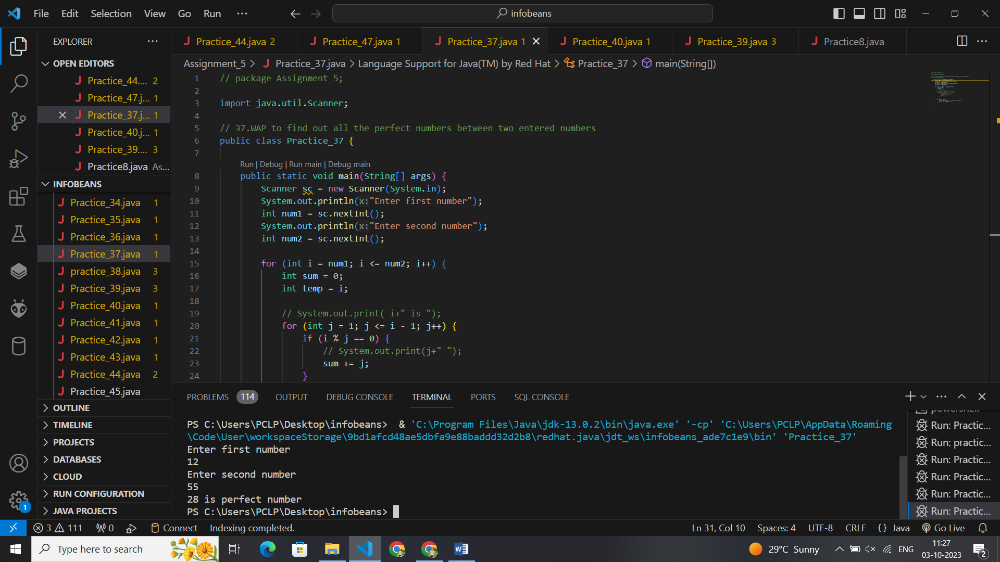 File Edit Selection View Go Run ···
infobeans
EXPLORER ···
OPEN EDITORS
Practice_44.... 2
Practice_47.j... 1
Practice_37.j... 1
Practice_40.j... 1
Practice_39.... 3
Practice8.java As...
INFOBEANS
Practice_34.java 1
Practice_35.java 1
Practice_36.java 1
Practice_37.java 1
practice_38.java 3
Practice_39.java 3
Practice_40.java 1
Practice_41.java 1
Practice_42.java 1
Practice_43.java 1
Practice_44.java 2
Practice_45.java
OUTLINE
TIMELINE
PROJECTS
DATABASES
CLOUD
RUN CONFIGURATION
JAVA PROJECTS
1
Practice_44.java 2 Practice_47.java 1 Practice_37.java 1 Practice_40.java 1 Practice_39.java 3 Practice8.java ···
Assignment_5 > Practice_37.java > Language Support for Java(TM) by Red Hat > Practice_37 > main(String[])
1 // package Assignment_5;
2
3 import java.util.Scanner;
4
5 // 37.WAP to find out all the perfect numbers between two entered numbers
6 public class Practice_37 {
7
Run | Debug | Run main | Debug main
8 public static void main(String[] args) {
9 Scanner sc = new Scanner(System.in);
10 System.out.println(x:"Enter first number");
11 int num1 = sc.nextInt();
12 System.out.println(x:"Enter second number");
13 int num2 = sc.nextInt();
14
15 for (int i = num1; i <= num2; i++) {
16 int sum = 0;
17 int temp = i;
18
19 // System.out.print( i+" is ");
20 for (int j = 1; j <= i - 1; j++) {
21 if (i % j == 0) {
22 // System.out.print(j+" ");
23 sum += j;
24 }
PROBLEMS 114 OUTPUT DEBUG CONSOLE TERMINAL PORTS SQL CONSOLE
PS C:\Users\PCLP\Desktop\infobeans> & 'C:\Program Files\Java\jdk-13.0.2\bin\java.exe' '-cp' 'C:\Users\PCLP\AppData\Roaming
\Code\User\workspaceStorage\9bd1afcd48ae5dbfa9e88baddd32d2b8\redhat.java\jdt_ws\infobeans_ade7c1e9\bin' 'Practice_37'
Enter first number
12
Enter second number
55
28 is perfect number
PS C:\Users\PCLP\Desktop\infobeans>
powershell
Run: Practic...
Run: practic...
Run: Practic...
Run: Practic...
Run: Practic...
Run: Practic...
3 111 0 Connect Indexing completed. Ln 31, Col 10 Spaces: 4 UTF-8 CRLF {} Java Go Live
Type here to search 29°C Sunny ENG 11:27
03-10-2023 2